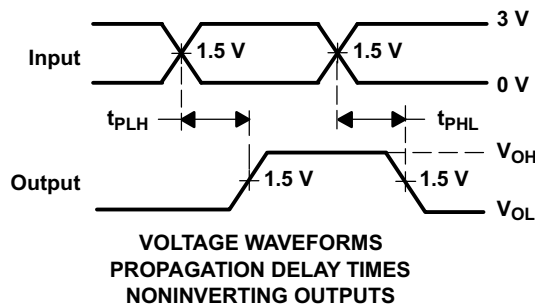 3 V
Input
1.5 V
1.5 V
0 V
tPLH
tPHL
VOH
Output
1.5 V
1.5 V
VOL
VOLTAGE WAVEFORMS
PROPAGATION DELAY TIMES
NONINVERTING OUTPUTS